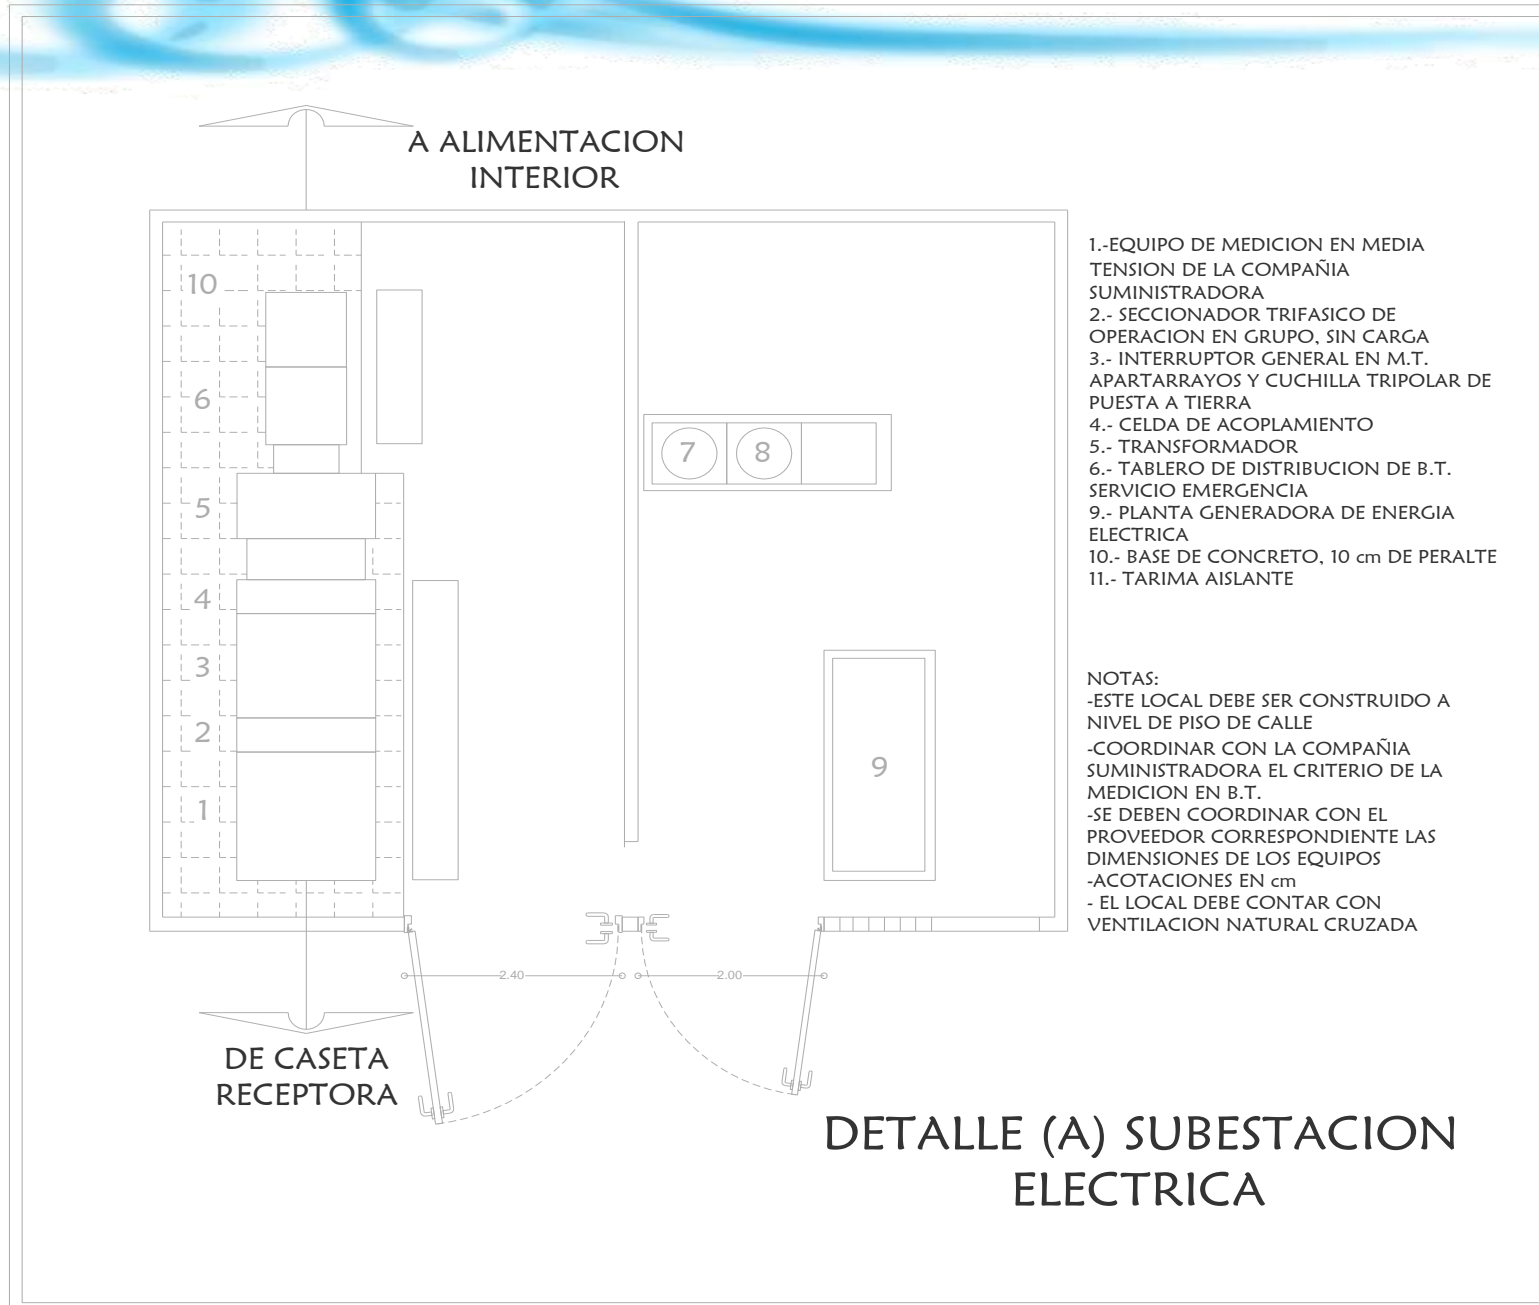 A ALIMENTACION
INTERIOR
1.-EQUIPO DE MEDICION EN MEDIA
TENSION DE LA COMPAÑIA
SUMINISTRADORA
2.- SECCIONADOR TRIFASICO DE
OPERACION EN GRUPO, SIN CARGA
3.- INTERRUPTOR GENERAL EN M.T.
APARTARRAYOS Y CUCHILLA TRIPOLAR DE
PUESTA A TIERRA
4.- CELDA DE ACOPLAMIENTO
5.- TRANSFORMADOR
6.- TABLERO DE DISTRIBUCION DE B.T.
SERVICIO EMERGENCIA
9.- PLANTA GENERADORA DE ENERGIA
ELECTRICA
10.- BASE DE CONCRETO, 10 cm DE PERALTE
11.- TARIMA AISLANTE
NOTAS:
-ESTE LOCAL DEBE SER CONSTRUIDO A
NIVEL DE PISO DE CALLE
-COORDINAR CON LA COMPAÑIA
SUMINISTRADORA EL CRITERIO DE LA
MEDICION EN B.T.
-SE DEBEN COORDINAR CON EL
PROVEEDOR CORRESPONDIENTE LAS
DIMENSIONES DE LOS EQUIPOS
-ACOTACIONES EN cm
- EL LOCAL DEBE CONTAR CON
VENTILACION NATURAL CRUZADA
10
6
5
4
3
2
1
7
8
9
2.40
2.00
DE CASETA
RECEPTORA
DETALLE (A) SUBESTACION
ELECTRICA